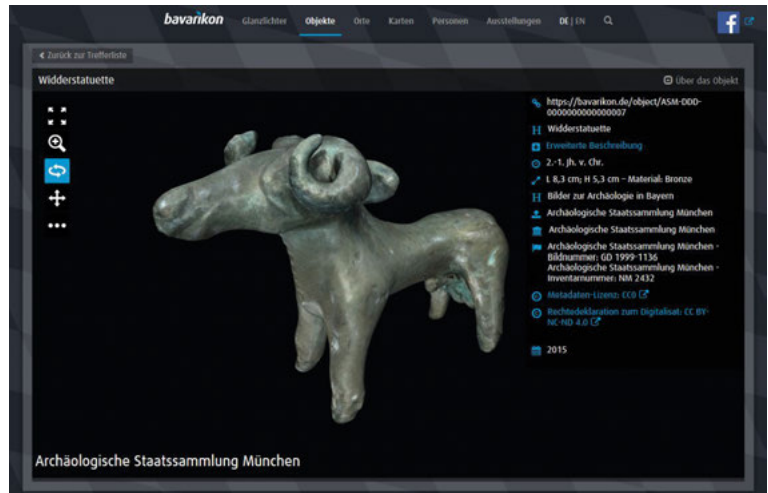 bavarikon Glanzlichter Objekte Orte Karten Personen Ausstellungen DE | EN
Zurück zur Trefferliste
Widderstatuette
über das Objekt
https://bavarikon.de/object/ASM-DDD-
0000000000000007
Widderstatuette
Erweiterte Beschreibung
2.-1. Jh. v. Chr.
L 8,3 cm; H 5,3 cm – Material: Bronze
Bilder zur Archäologie in Bayern
Archäologische Staatssammlung München
Archäologische Staatssammlung München
Archäologische Staatssammlung München -
Bildnummer: GD 1999-1136
Archäologische Staatssammlung München -
Inventarnummer: NM 2432
Metadaten-Lizenz: CC0
Rechtedeklaration zum Digitalisat: CC BY-
NC-ND 4.0
2015
Archäologische Staatssammlung München